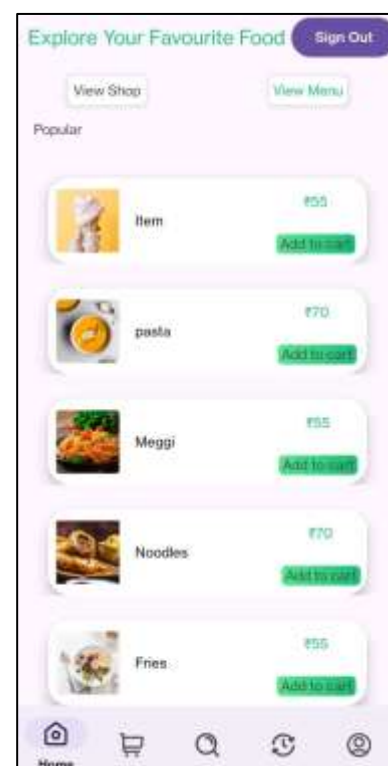 Explore Your Favourite Food
Sign Out
View Shop
View Menu
Popular
Item
₹55
Add to cart
pasta
₹70
Add to cart
Meggi
₹55
Add to cart
Noodles
₹70
Add to cart
Fries
₹55
Add to cart
Home